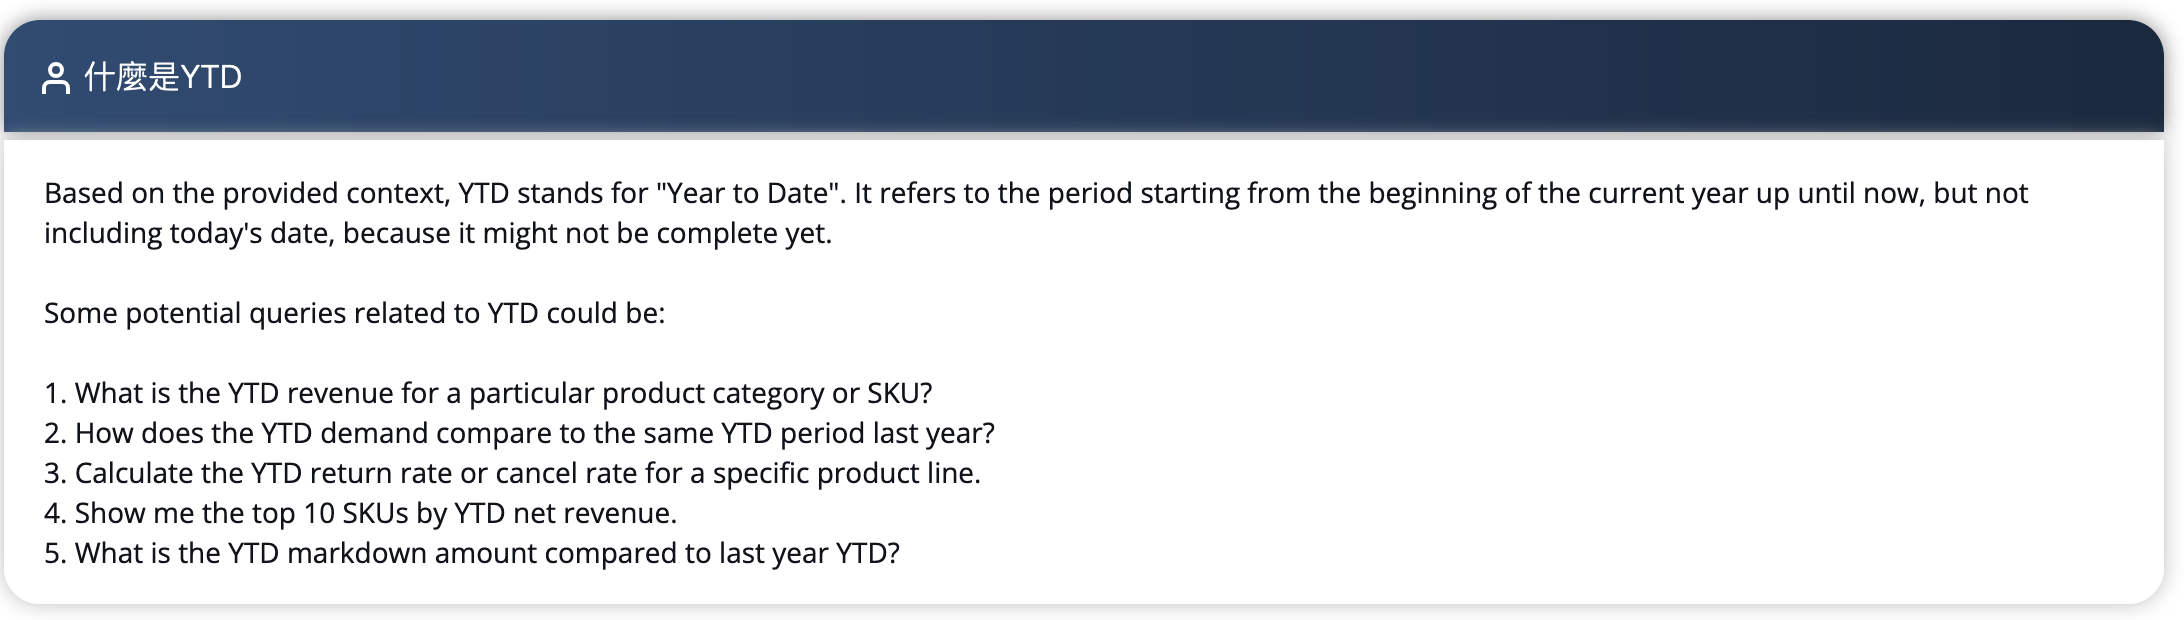 什麼是YTD
Based on the provided context, YTD stands for "Year to Date". It refers to the period starting from the beginning of the current year up until now, but not
including today's date, because it might not be complete yet.
Some potential queries related to YTD could be:
1. What is the YTD revenue for a particular product category or SKU?
2. How does the YTD demand compare to the same YTD period last year?
3. Calculate the YTD return rate or cancel rate for a specific product line.
4. Show me the top 10 SKUs by YTD net revenue.
5. What is the YTD markdown amount compared to last year YTD?